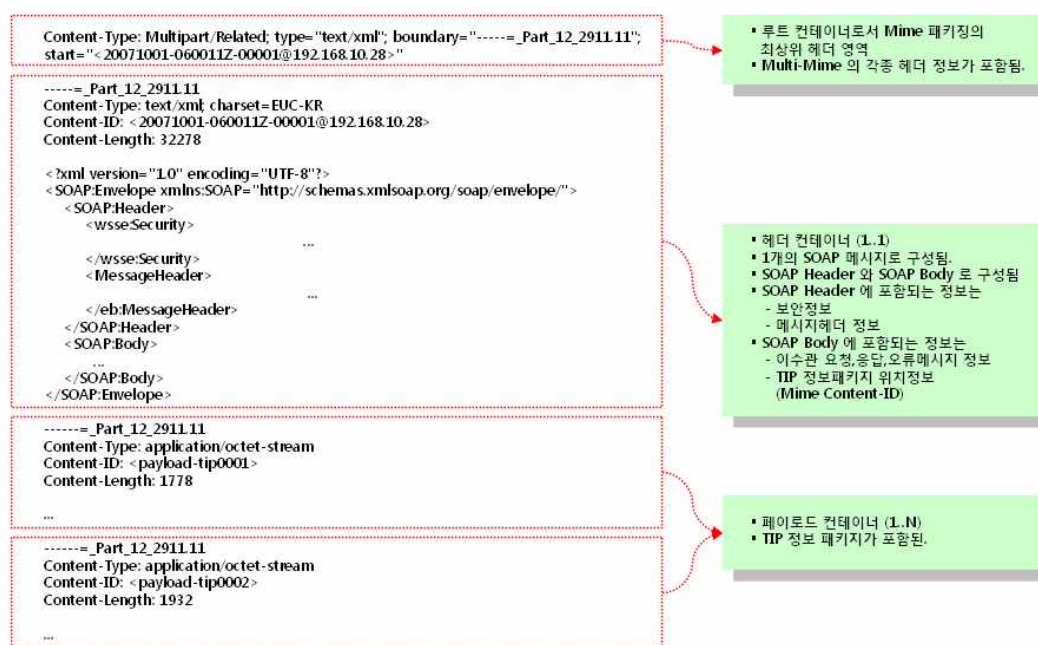 Content-Type: Multipart/Related; type="text/xml"; boundary="-----=_Part_12_2911.11";
start="<20071001-060011Z-00001@192.168.10.28>"
▪ 루트 컨테이너로서 Mime 패키징의
최상위 헤더 영역
▪ Multi-Mime 의 각종 헤더 정보가 포함됨.
-----=_Part_12_2911.11
Content-Type: text/xml; charset=EUC-KR
Content-ID: <20071001-060011Z-00001@192.168.10.28>
Content-Length: 32278
<?xml version="1.0" encoding="UTF-8"?>
<SOAP:Envelope xmlns:SOAP="http://schemas.xmlsoap.org/soap/envelope/">
<SOAP:Header>
<wsse:Security>
...
</wsse:Security>
<MessageHeader>
...
</eb:MessageHeader>
</SOAP:Header>
<SOAP:Body>
...
</SOAP:Body>
</SOAP:Envelope>
▪ 헤더 컨테이너 (1..1)
▪ 1개의 SOAP 메시지로 구성됨.
▪ SOAP Header 와 SOAP Body 로 구성됨
▪ SOAP Header 에 포함되는 정보는
- 보안정보
- 메시지헤더 정보
▪ SOAP Body 에 포함되는 정보는
- 이수관 요청,응답,오류메시지 정보
- TIP 정보패키지 위치정보
(Mime Content-ID)
------=_Part_12_2911.11
Content-Type: application/octet-stream
Content-ID: <payload-tip0001>
Content-Length: 1778
...
------=_Part_12_2911.11
Content-Type: application/octet-stream
Content-ID: <payload-tip0002>
Content-Length: 1932
...
▪ 페이로드 컨테이너 (1..N)
▪ TIP 정보 패키지가 포함된.